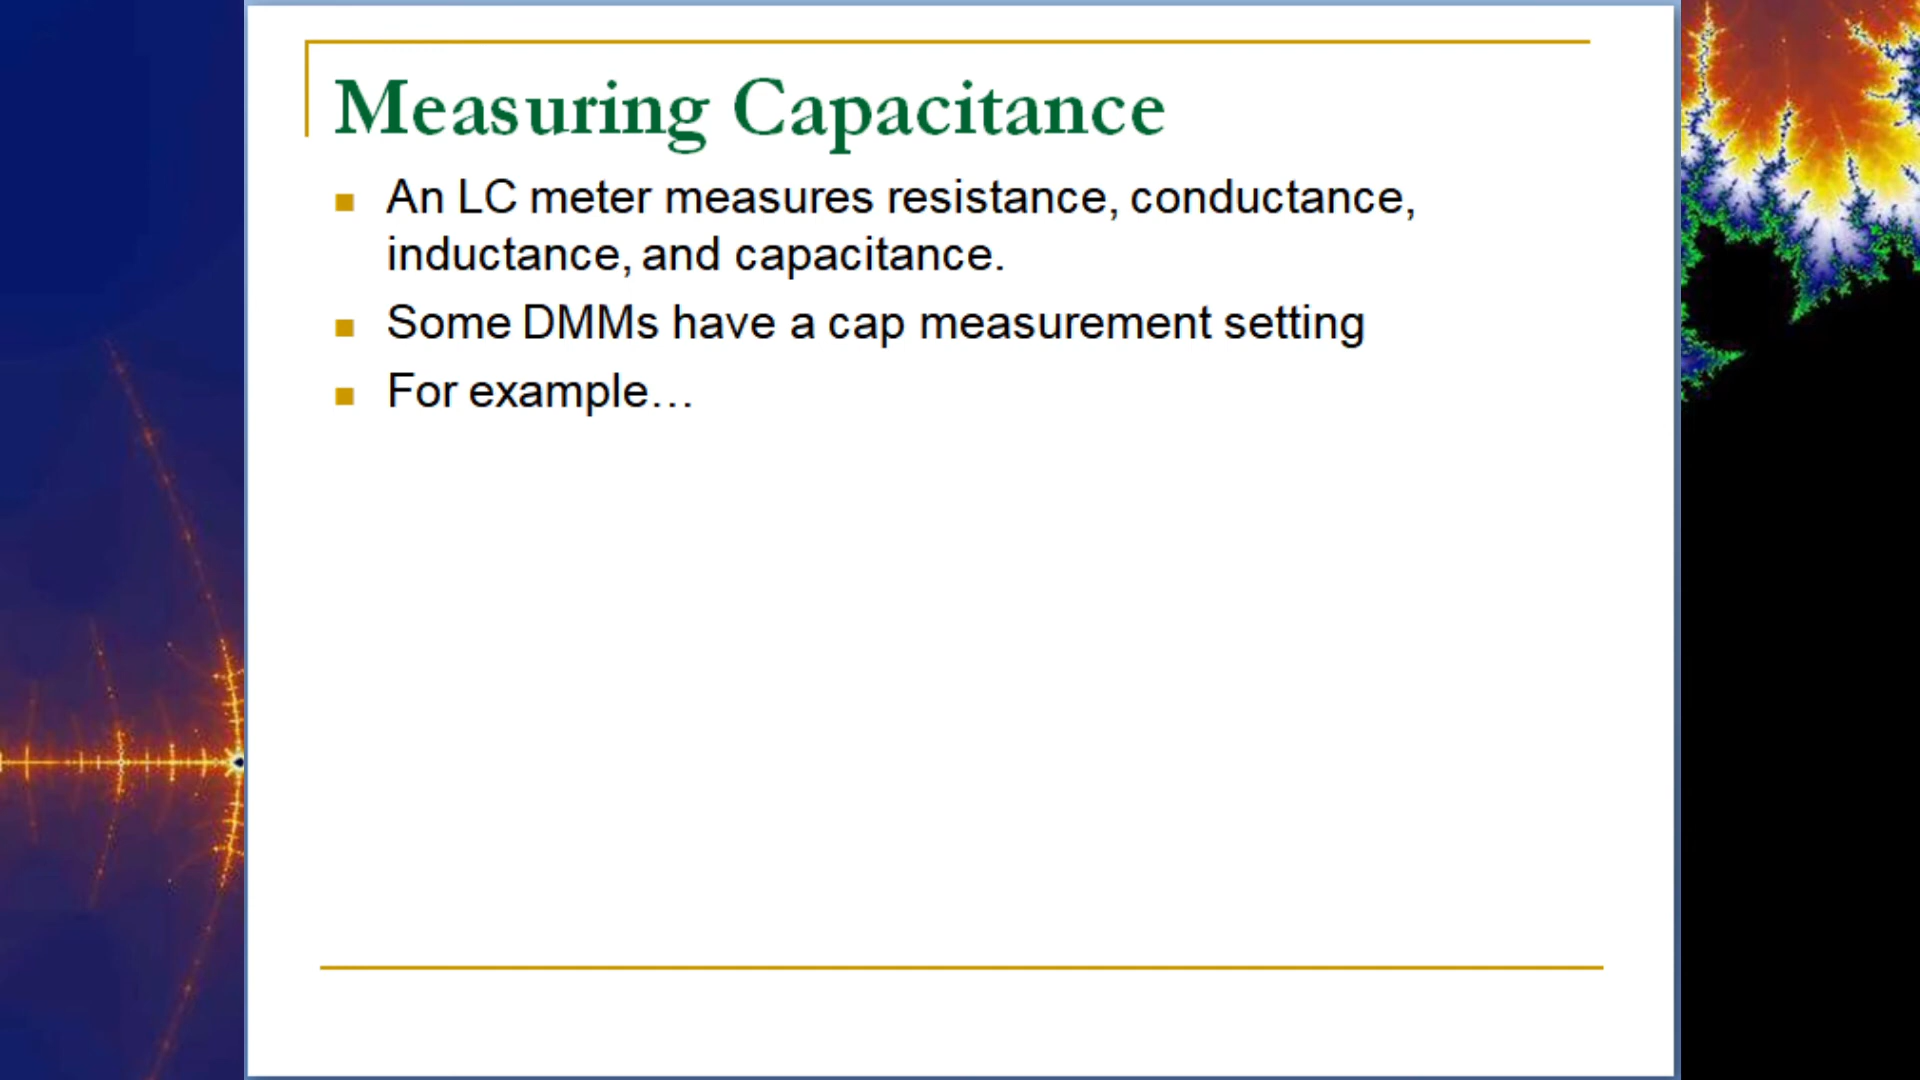 Measuring Capacitance
An LC meter measures resistance, conductance,
inductance, and capacitance.
Some DMMs have a cap measurement setting
For example…